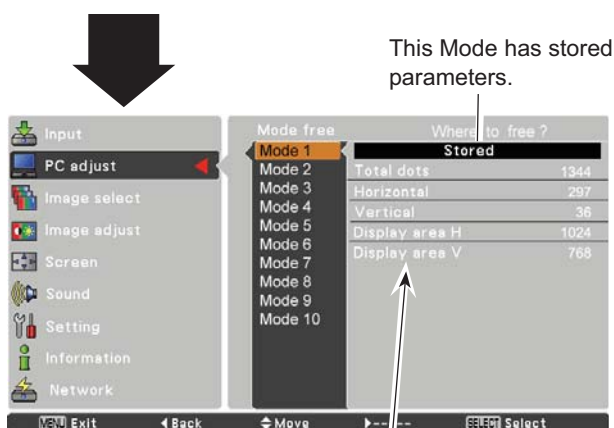 This Mode has stored
parameters.
Input
PC adjust
Image select
Image adjust
Screen
Sound
Setting
Information
Network
Mode free
Mode 1
Mode 2
Mode 3
Mode 4
Mode 5
Mode 6
Mode 7
Mode 8
Mode 9
Mode 10
Where to free ?
Stored
Total dots 1344
Horizontal 297
Vertical 36
Display area H 1024
Display area V 768
MENU Exit Back Move ----- SELECT Select